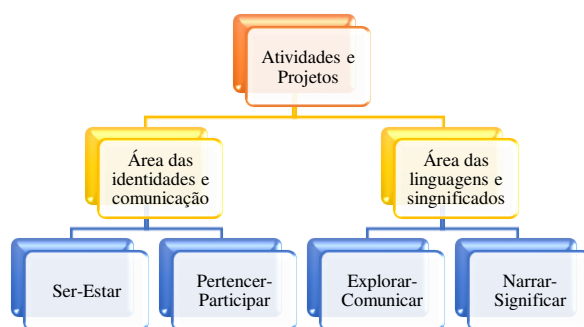 Atividades e
Projetos
Área das
identidades e
comunicação
Área das
linguagens e
singnificados
Ser-Estar
Pertencer-
Participar
Explorar-
Comunicar
Narrar-
Significar